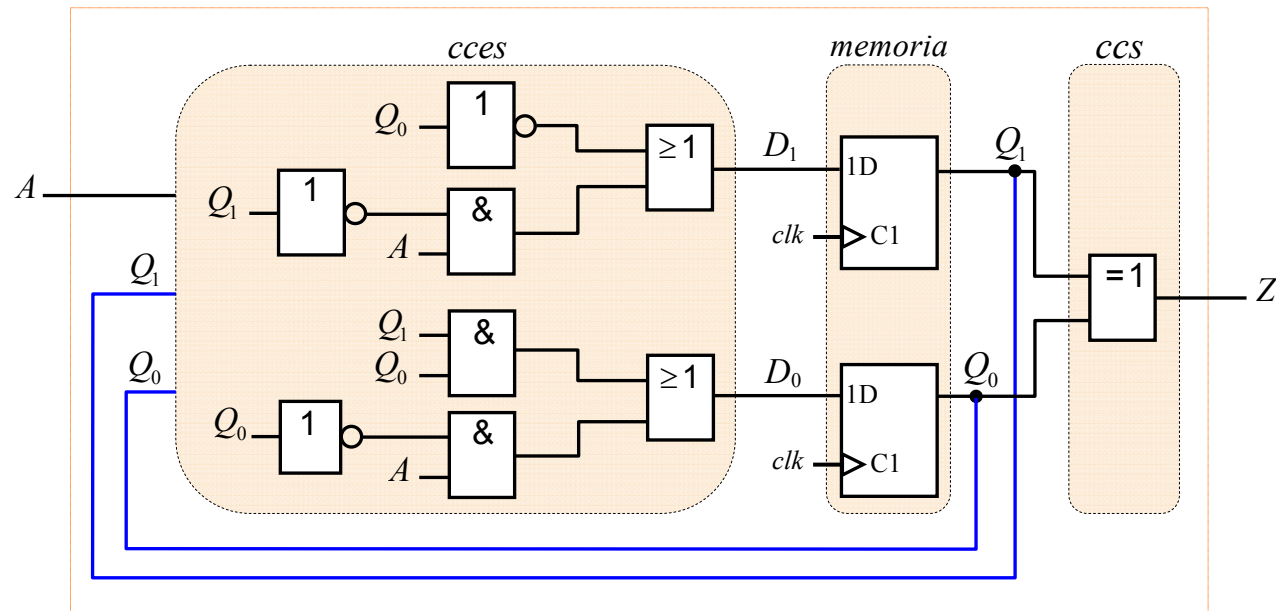 cces
memoria
ccs
Q₀
1
≥1
D₁
1D
Q₁
A
Q₁
1
&
A
clk
C1
Q₁
Q₁
&
Q₀
=1
Z
Q₀
≥1
D₀
1D
Q₀
Q₀
1
&
A
clk
C1